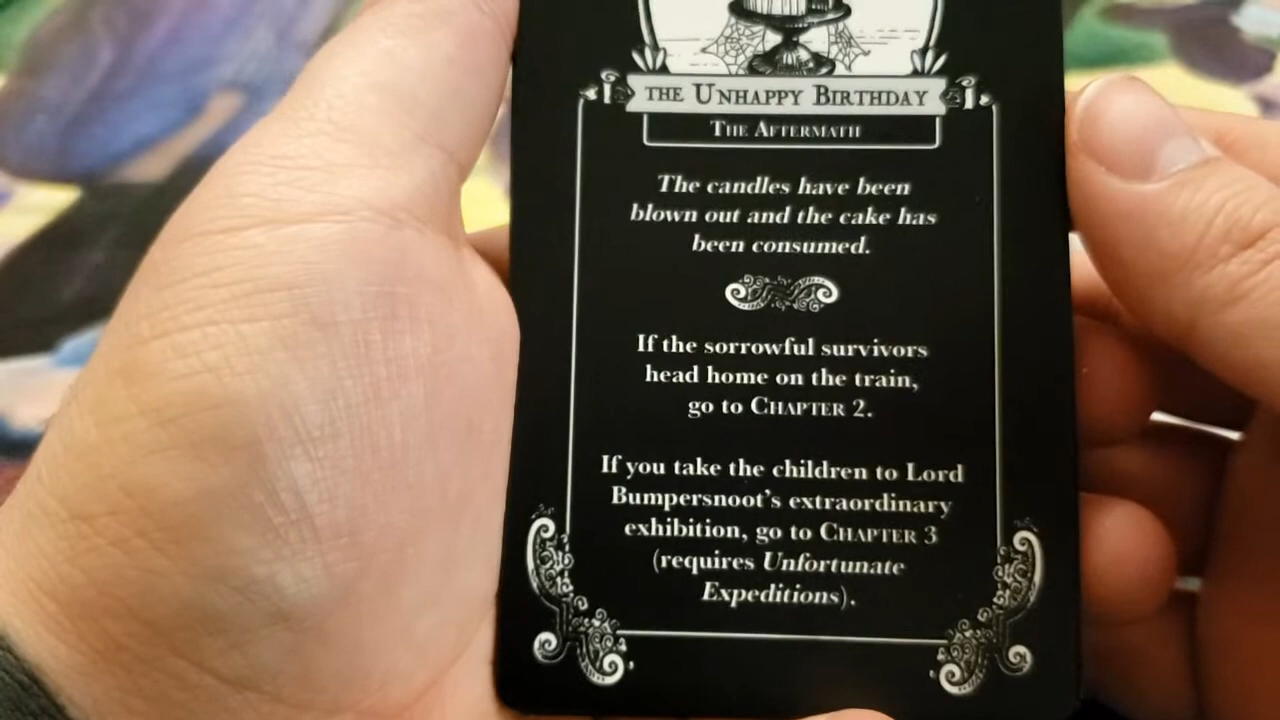 THE UNHAPPY BIRTHDAY
THE AFTERMATH
The candles have been
blown out and the cake has
been consumed.
If the sorrowful survivors
head home on the train,
go to CHAPTER 2.
If you take the children to Lord
Bumpersnoot's extraordinary
exhibition, go to CHAPTER 3
(requires Unfortunate
Expeditions).